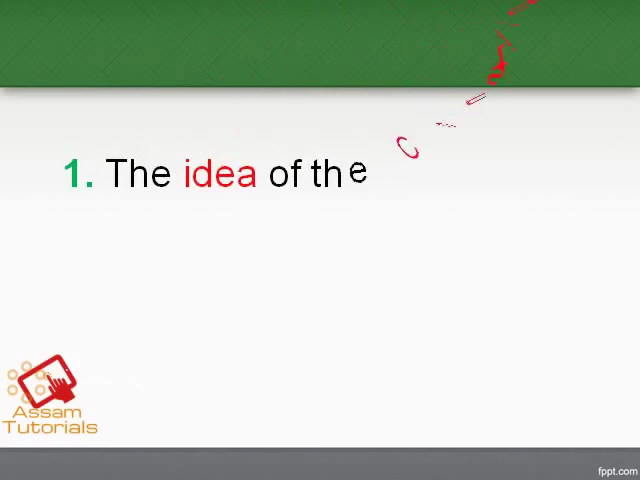 1. The idea of the
Assam
Tutorials
fppt.com